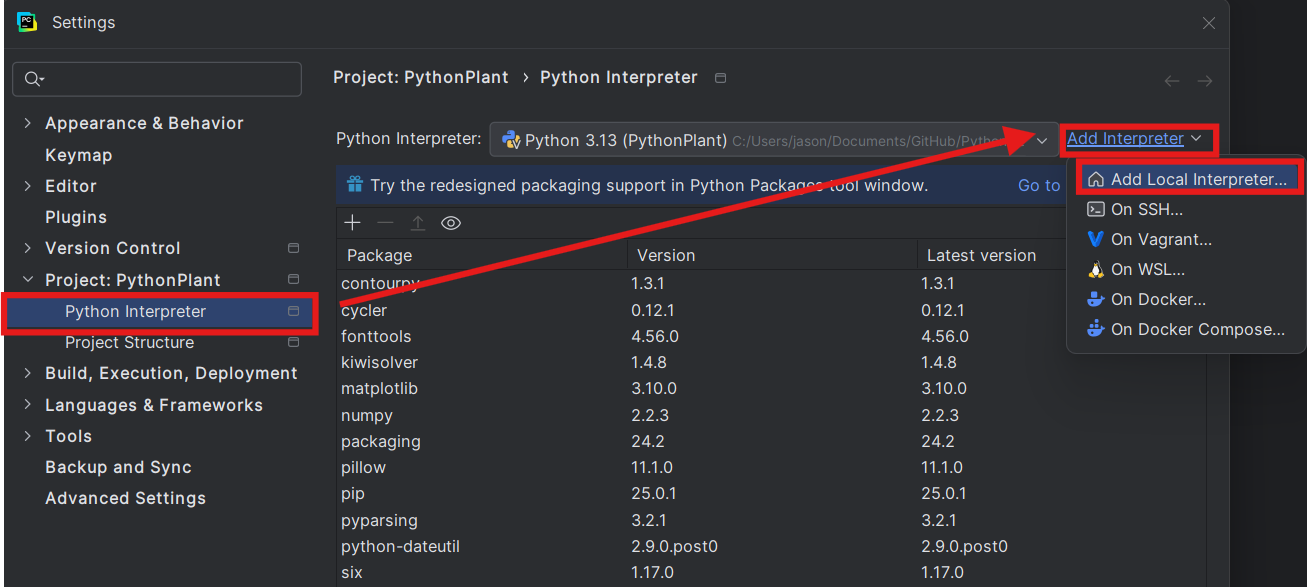 PC
Settings
Project: PythonPlant › Python Interpreter
Appearance & Behavior
Keymap
Editor
Plugins
Version Control
Project: PythonPlant
Python Interpreter
Project Structure
Build, Execution, Deployment
Languages & Frameworks
Tools
Backup and Sync
Advanced Settings
Python Interpreter: Python 3.13 (PythonPlant) C:/Users/jason/Documents/GitHub/Pytho
Add Interpreter
Add Local Interpreter...
On SSH...
On Vagrant...
On WSL...
On Docker...
On Docker Compose...
Try the redesigned packaging support in Python Packages tool window. Go to
Package Version Latest version
contourpy 1.3.1 1.3.1
cycler 0.12.1 0.12.1
fonttools 4.56.0 4.56.0
kiwisolver 1.4.8 1.4.8
matplotlib 3.10.0 3.10.0
numpy 2.2.3 2.2.3
packaging 24.2 24.2
pillow 11.1.0 11.1.0
pip 25.0.1 25.0.1
pyparsing 3.2.1 3.2.1
python-dateutil 2.9.0.post0 2.9.0.post0
six 1.17.0 1.17.0